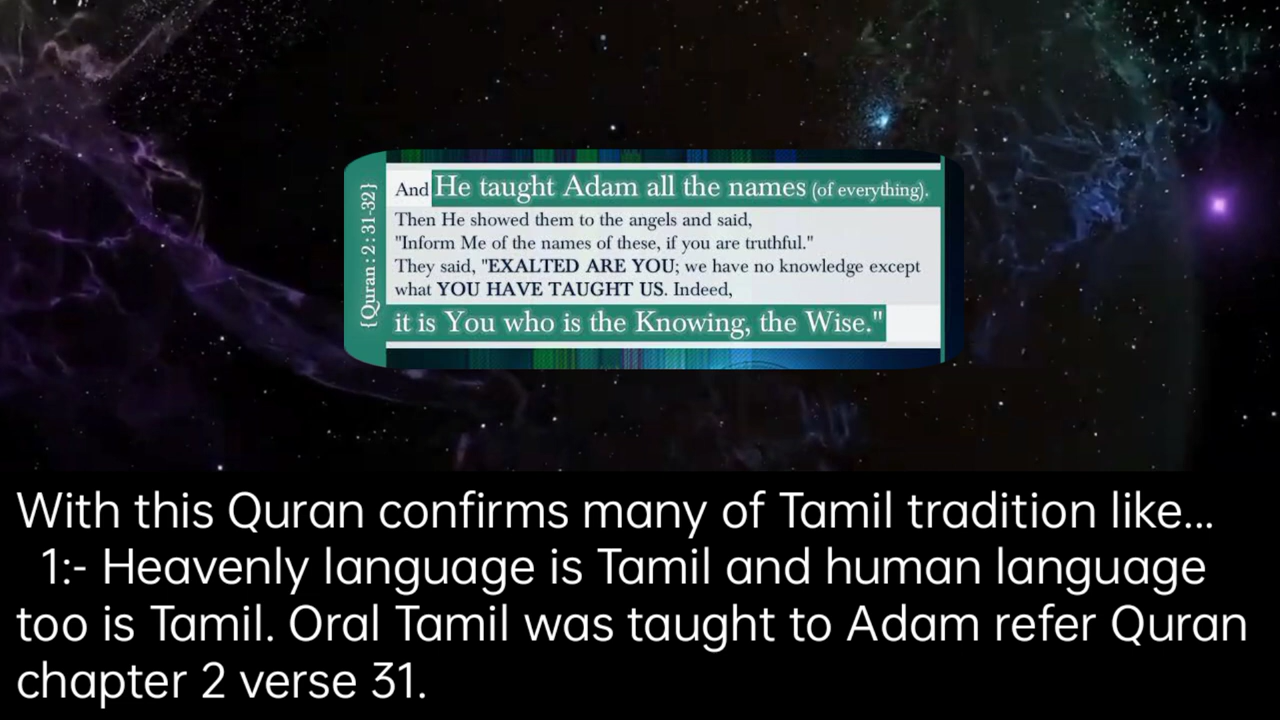 {Quran : 2 : 31-32}
And He taught Adam all the names (of everything).
Then He showed them to the angels and said,
"Inform Me of the names of these, if you are truthful."
They said, "EXALTED ARE YOU; we have no knowledge except
what YOU HAVE TAUGHT US. Indeed,
it is You who is the Knowing, the Wise."
With this Quran confirms many of Tamil tradition like...
1:- Heavenly language is Tamil and human language
too is Tamil. Oral Tamil was taught to Adam refer Quran
chapter 2 verse 31.